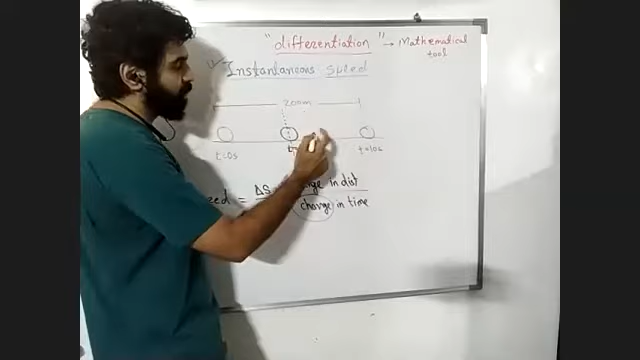 "differentiation" → Mathematical tool
Instantaneous Speed
200m
t=0s t= t=10s
= ΔS change in dist
change in time